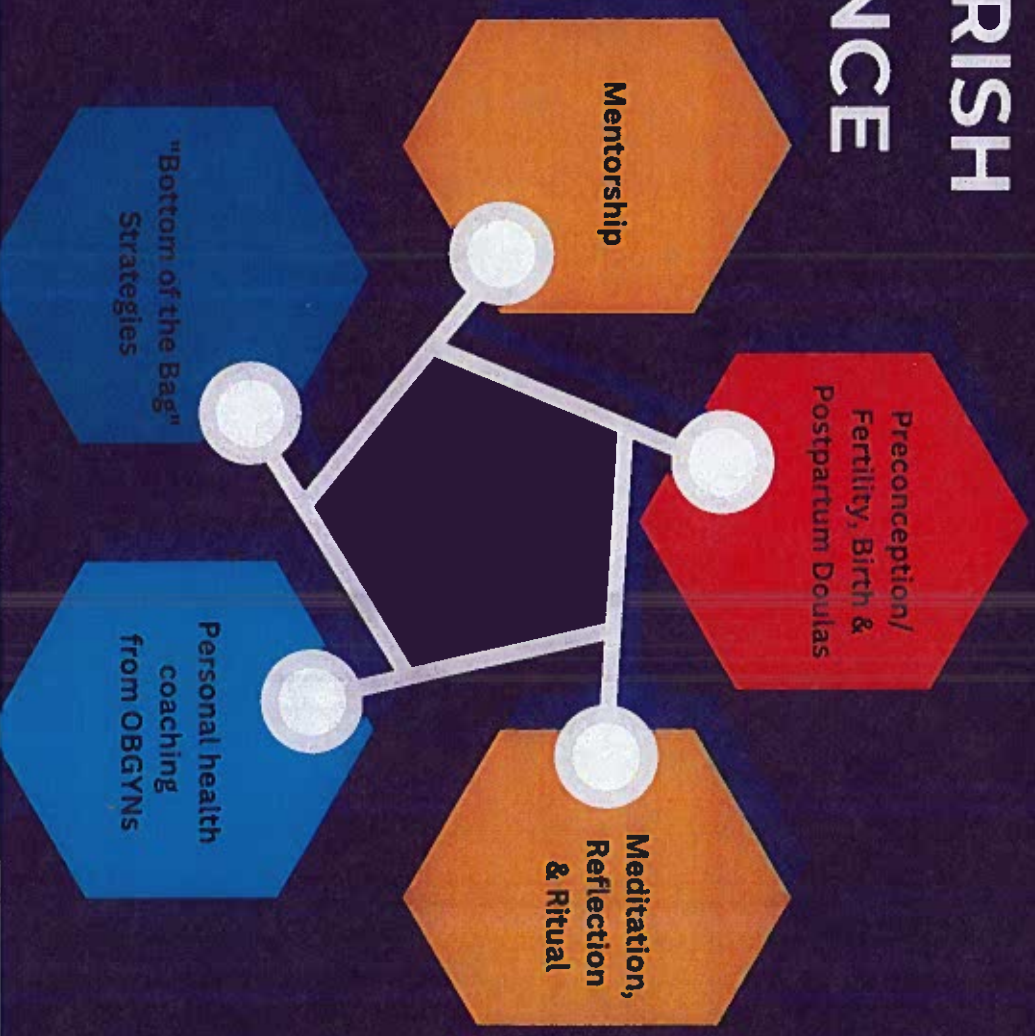 RISH
NCE
Preconception/
Fertility, Birth &
Postpartum Doulas
Mentorship
Meditation,
Reflection
& Ritual
"Bottom of the Bag"
Strategies
Personal health
coaching
from OBGYNs